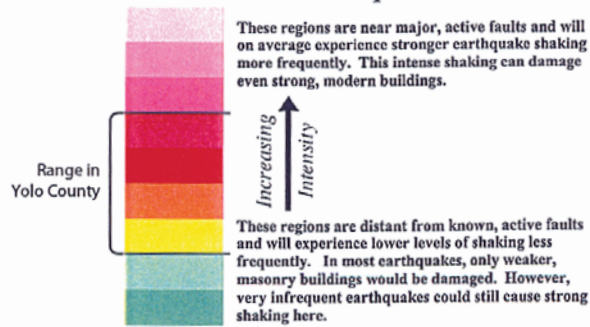 These regions are near major, active faults and will
on average experience stronger earthquake shaking
more frequently. This intense shaking can damage
even strong, modern buildings.
Increasing
Intensity
Range in
Yolo County
These regions are distant from known, active faults
and will experience lower levels of shaking less
frequently. In most earthquakes, only weaker,
masonry buildings would be damaged. However,
very infrequent earthquakes could still cause strong
shaking here.